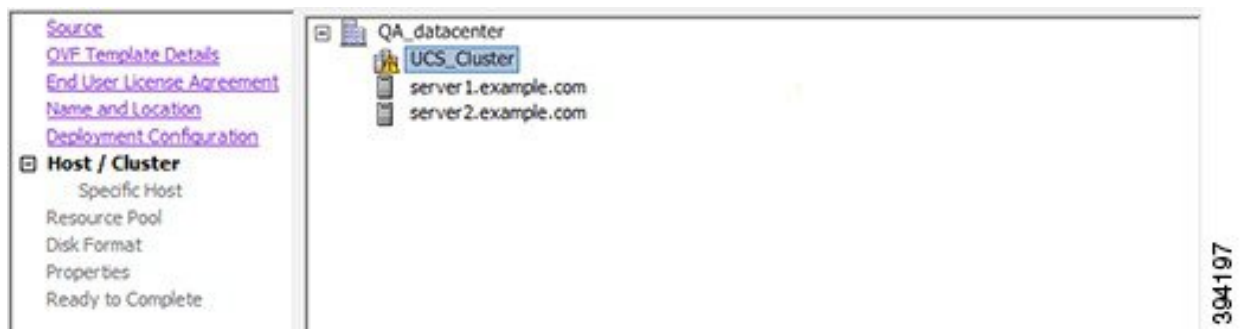 Source
OVF Template Details
End User License Agreement
Name and Location
Deployment Configuration
Host / Cluster
Specific Host
Resource Pool
Disk Format
Properties
Ready to Complete
QA_datacenter
UCS_Cluster
server1.example.com
server2.example.com
394197